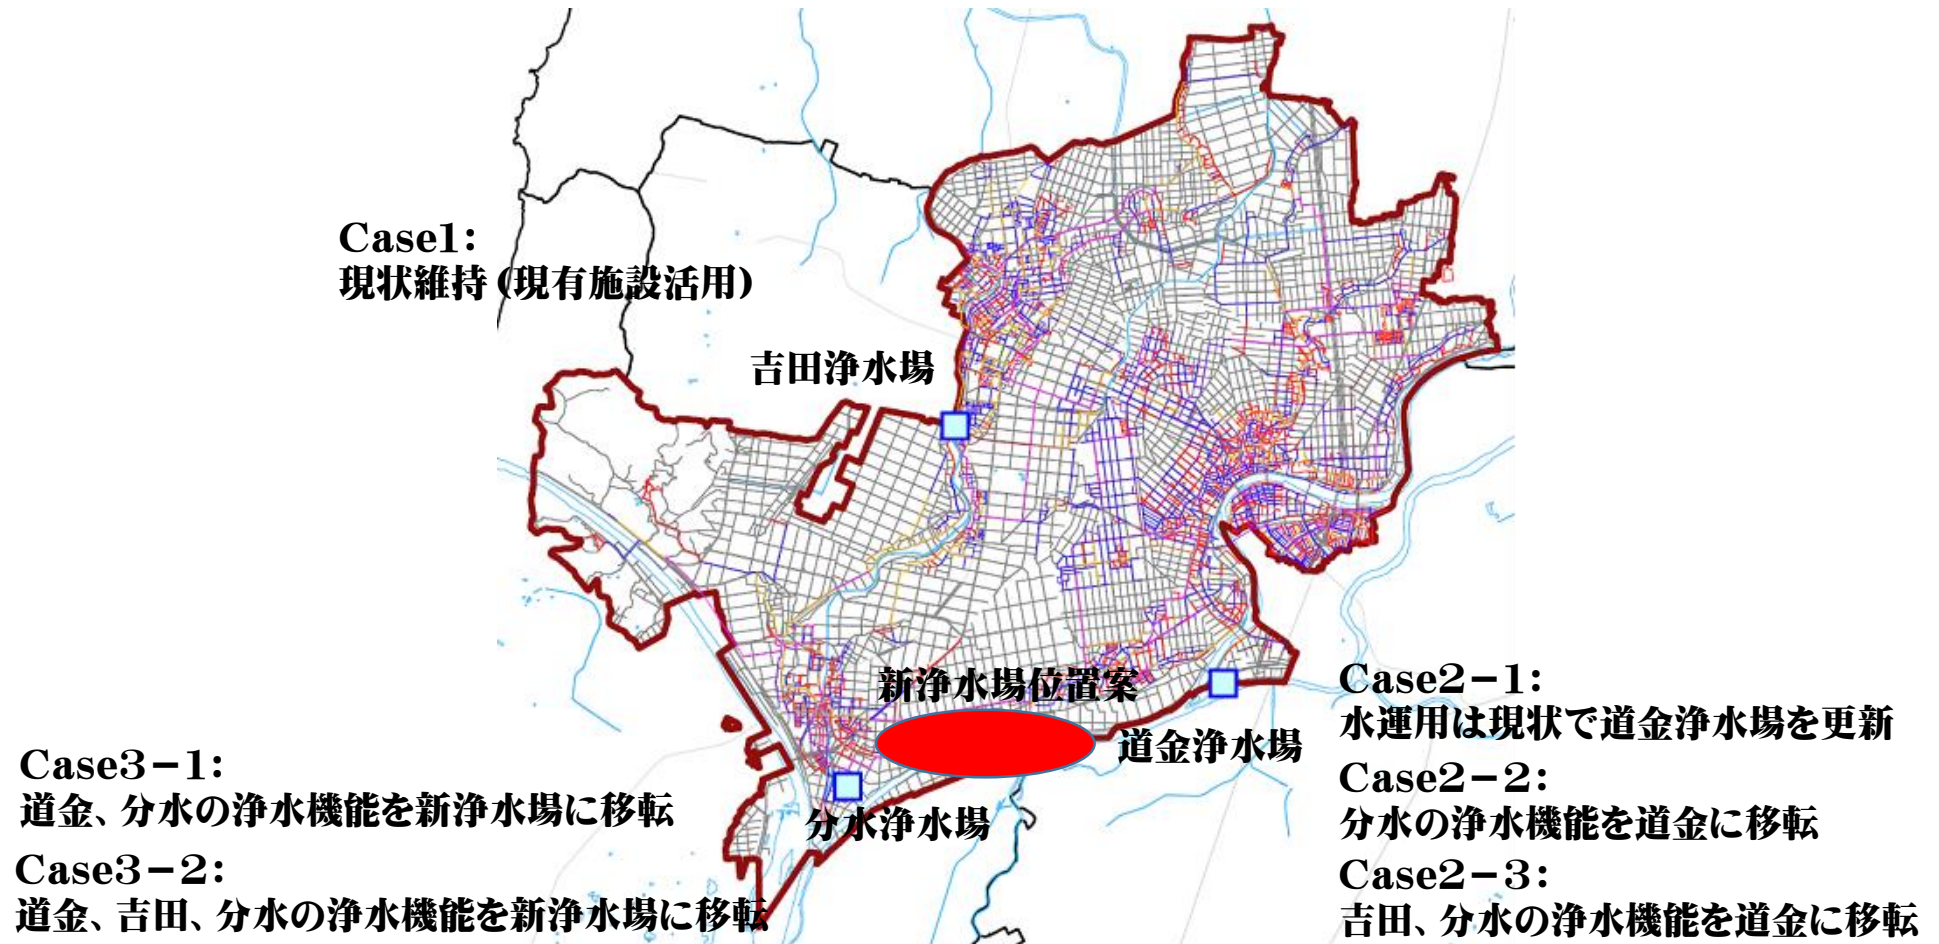 Case1:
現状維持(現有施設活用)
吉田浄水場
新浄水場位置案
道金浄水場
分水浄水場
Case2-1:
水運用は現状で道金浄水場を更新
Case2-2:
分水の浄水機能を道金に移転
Case2-3:
吉田、分水の浄水機能を道金に移転
Case3-1:
道金、分水の浄水機能を新浄水場に移転
Case3-2:
道金、吉田、分水の浄水機能を新浄水場に移転